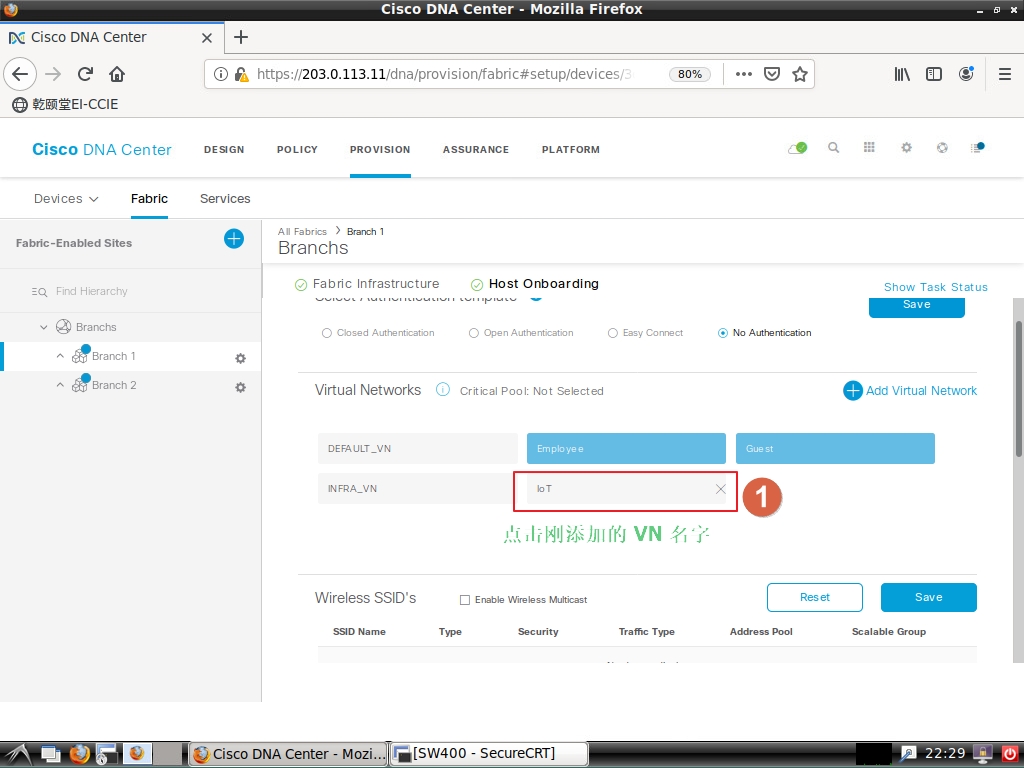 Cisco DNA Center - Mozilla Firefox
Cisco DNA Center
https://203.0.113.11/dna/provision/fabric#setup/devices/3
80%
乾颐堂EI-CCIE
Cisco DNA Center
DESIGN
POLICY
PROVISION
ASSURANCE
PLATFORM
Devices
Fabric
Services
Fabric-Enabled Sites
Find Hierarchy
Branchs
Branch 1
Branch 2
All Fabrics > Branch 1
Branchs
Fabric Infrastructure
Host Onboarding
Show Task Status
Select Authentication template
Save
Closed Authentication
Open Authentication
Easy Connect
No Authentication
Virtual Networks
Critical Pool: Not Selected
Add Virtual Network
DEFAULT_VN
Employee
Guest
INFRA_VN
IoT
1
点击刚添加的 VN 名字
Wireless SSID's
Enable Wireless Multicast
Reset
Save
SSID Name
Type
Security
Traffic Type
Address Pool
Scalable Group
Cisco DNA Center - Mozi...
[SW400 - SecureCRT]
22:29